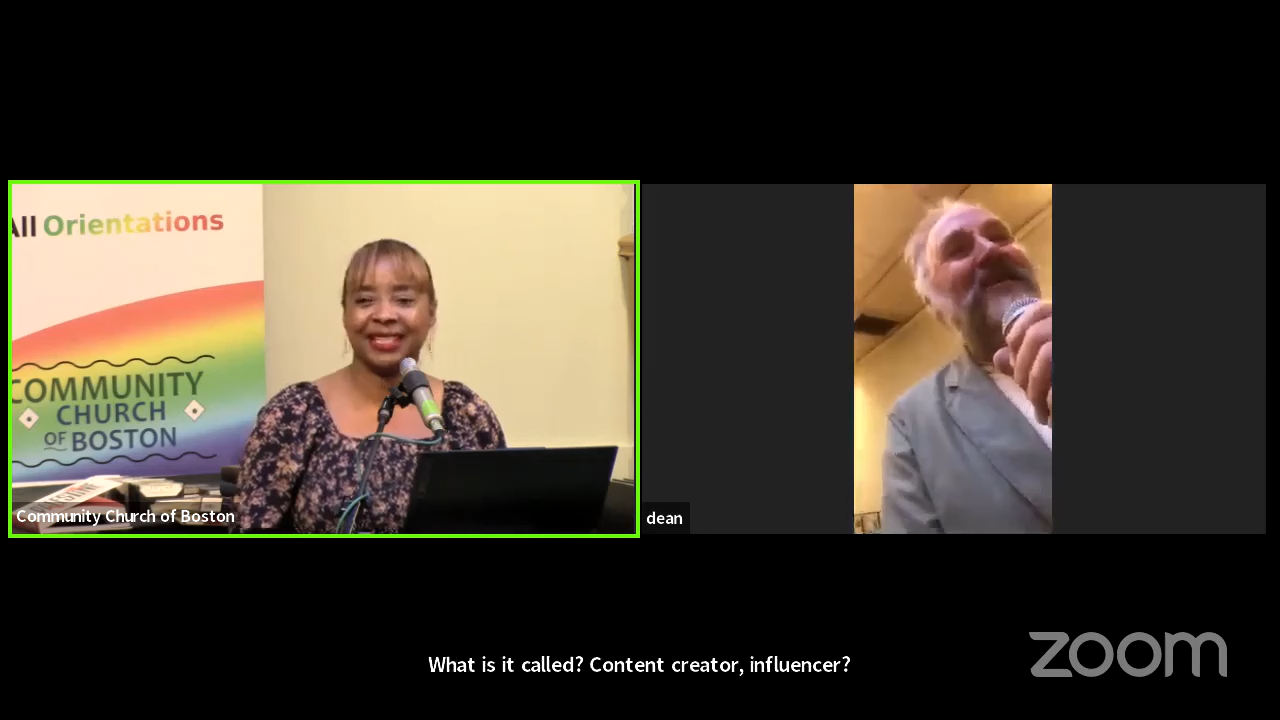 All Orientations
COMMUNITY
CHURCH
OF BOSTON
Community Church of Boston
dean
What is it called? Content creator, influencer?
zoom